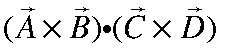 (A⃗ × B⃗)•(C⃗ × D⃗)